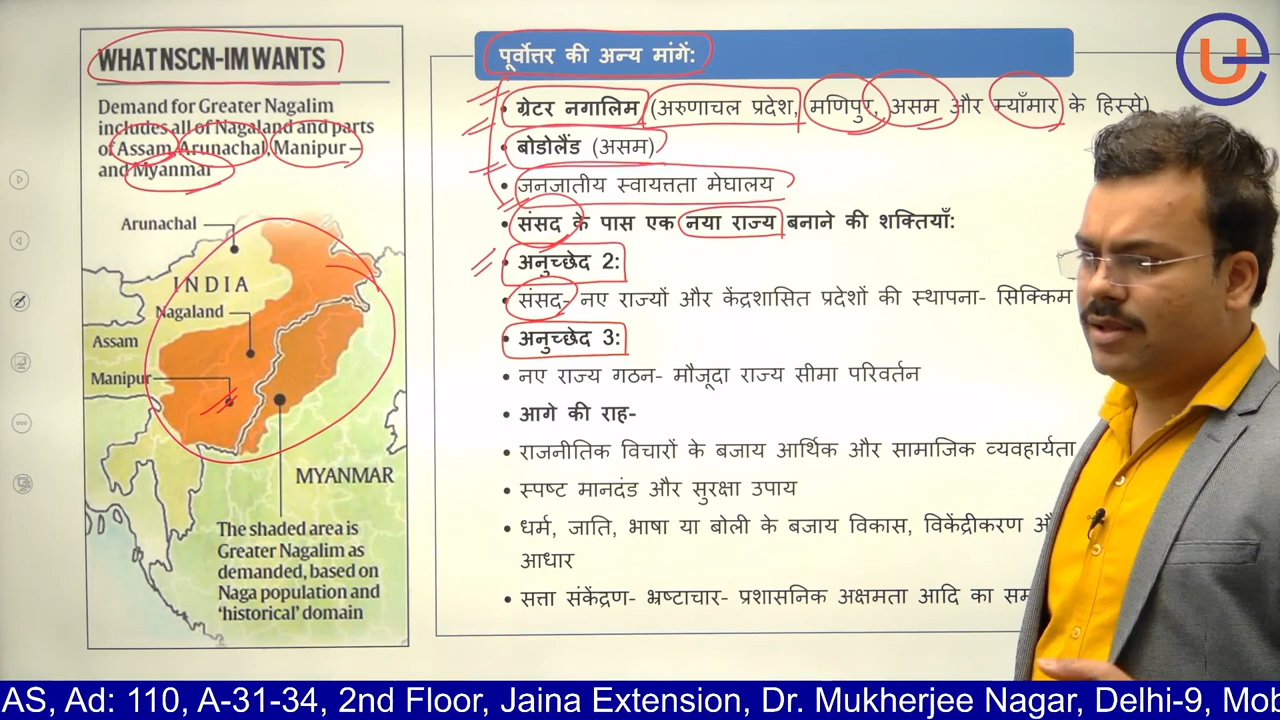 WHAT NSCN-IM WANTS
Demand for Greater Nagalim
includes all of Nagaland and parts
of Assam, Arunachal, Manipur –
and Myanmar
Arunachal
INDIA
Nagaland
Assam
Manipur
MYANMAR
The shaded area is
Greater Nagalim as
demanded, based on
Naga population and
‘historical’ domain
पूर्वोत्तर की अन्य मांगें:
• ग्रेटर नगालिम (अरुणाचल प्रदेश, मणिपुर, असम और म्याँमार के हिस्से)
• बोडोलैंड (असम)
• जनजातीय स्वायत्तता मेघालय
• संसद के पास एक नया राज्य बनाने की शक्तियाँ:
• अनुच्छेद 2:
• संसद- नए राज्यों और केंद्रशासित प्रदेशों की स्थापना- सिक्किम
• अनुच्छेद 3:
• नए राज्य गठन- मौजूदा राज्य सीमा परिवर्तन
• आगे की राह-
• राजनीतिक विचारों के बजाय आर्थिक और सामाजिक व्यवहार्यता
• स्पष्ट मानदंड और सुरक्षा उपाय
• धर्म, जाति, भाषा या बोली के बजाय विकास, विकेंद्रीकरण
आधार
• सत्ता संकेंद्रण- भ्रष्टाचार- प्रशासनिक अक्षमता आदि का
U
AS, Ad: 110, A-31-34, 2nd Floor, Jaina Extension, Dr. Mukherjee Nagar, Delhi-9, Mob